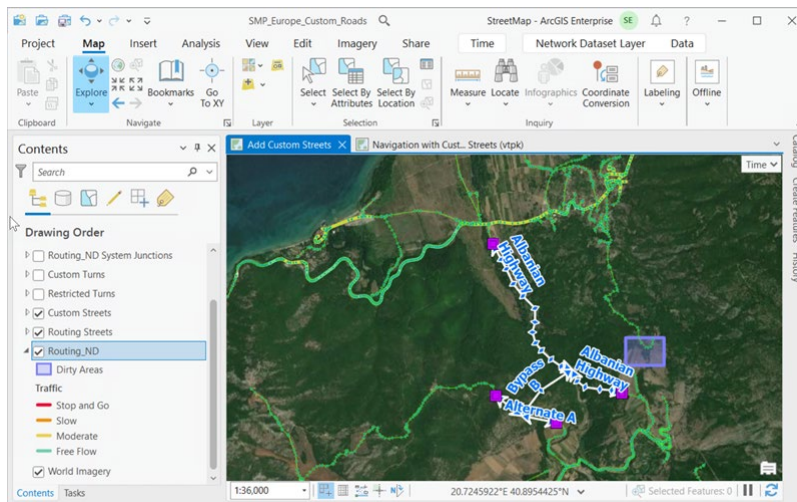 SMP_Europe_Custom_Roads
StreetMap - ArcGIS Enterprise
SE
?
Project
Map
Insert
Analysis
View
Edit
Imagery
Share
Time
Network Dataset Layer
Data
Paste
Explore
Bookmarks
Go
To XY
Select
Select By
Attributes
Select By
Location
Measure
Locate
Infographics
Coordinate
Conversion
Labeling
Offline
Clipboard
Navigate
Layer
Selection
Inquiry
Contents
Search
Drawing Order
Routing_ND System Junctions
Custom Turns
Restricted Turns
Custom Streets
Routing Streets
Routing_ND
Dirty Areas
Traffic
Stop and Go
Slow
Moderate
Free Flow
World Imagery
Contents
Tasks
Add Custom Streets
Navigation with Cust... Streets (vtpk)
Time
Albanian
Highway
Albanian
Highway
Bypass
B
Alternate A
1:36,000
20.7245922°E 40.8954425°N
Selected Features: 0
Catalog
Create Features
History